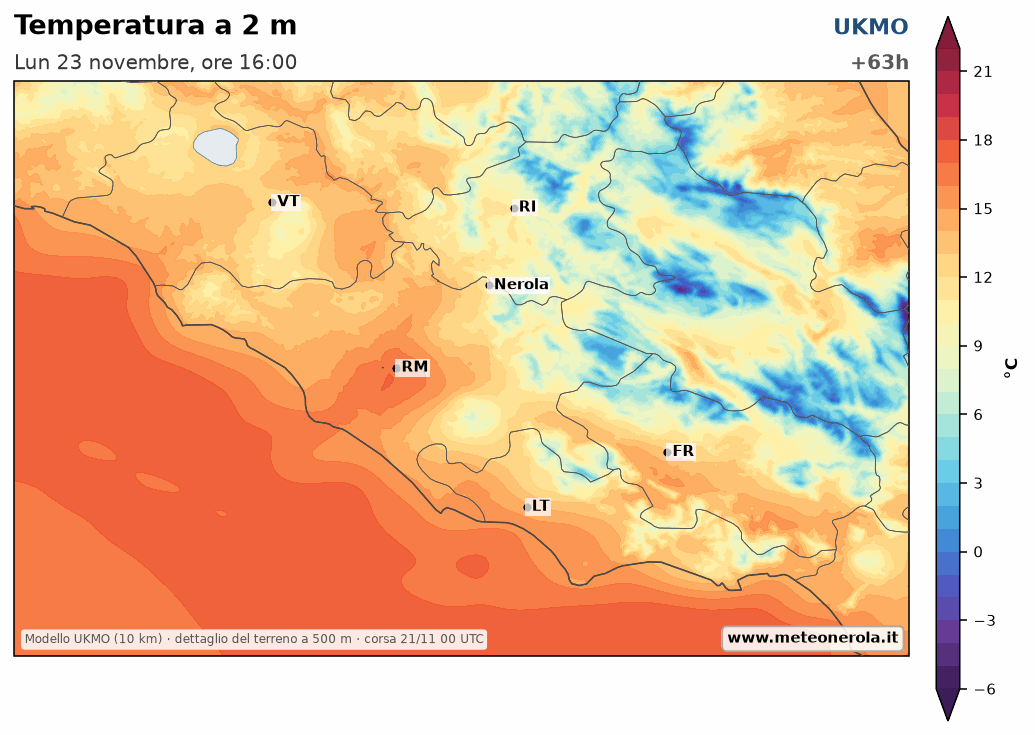 Temperatura a 2 m
UKMO
Lun 23 novembre, ore 16:00
+63h
VT
RI
Nerola
RM
FR
LT
Modello UKMO (10 km) · dettaglio del terreno a 500 m · corsa 21/11 00 UTC
www.meteonerola.it
21
18
15
12
9
6
3
0
−3
−6
°C